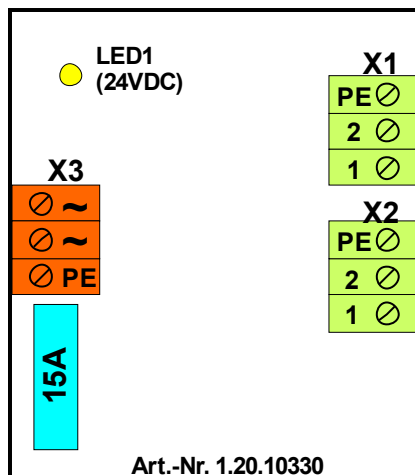 LED1
(24VDC)
X1
PE
2
1
X3
~
~
PE
X2
PE
2
1
15A
Art.-Nr. 1.20.10330